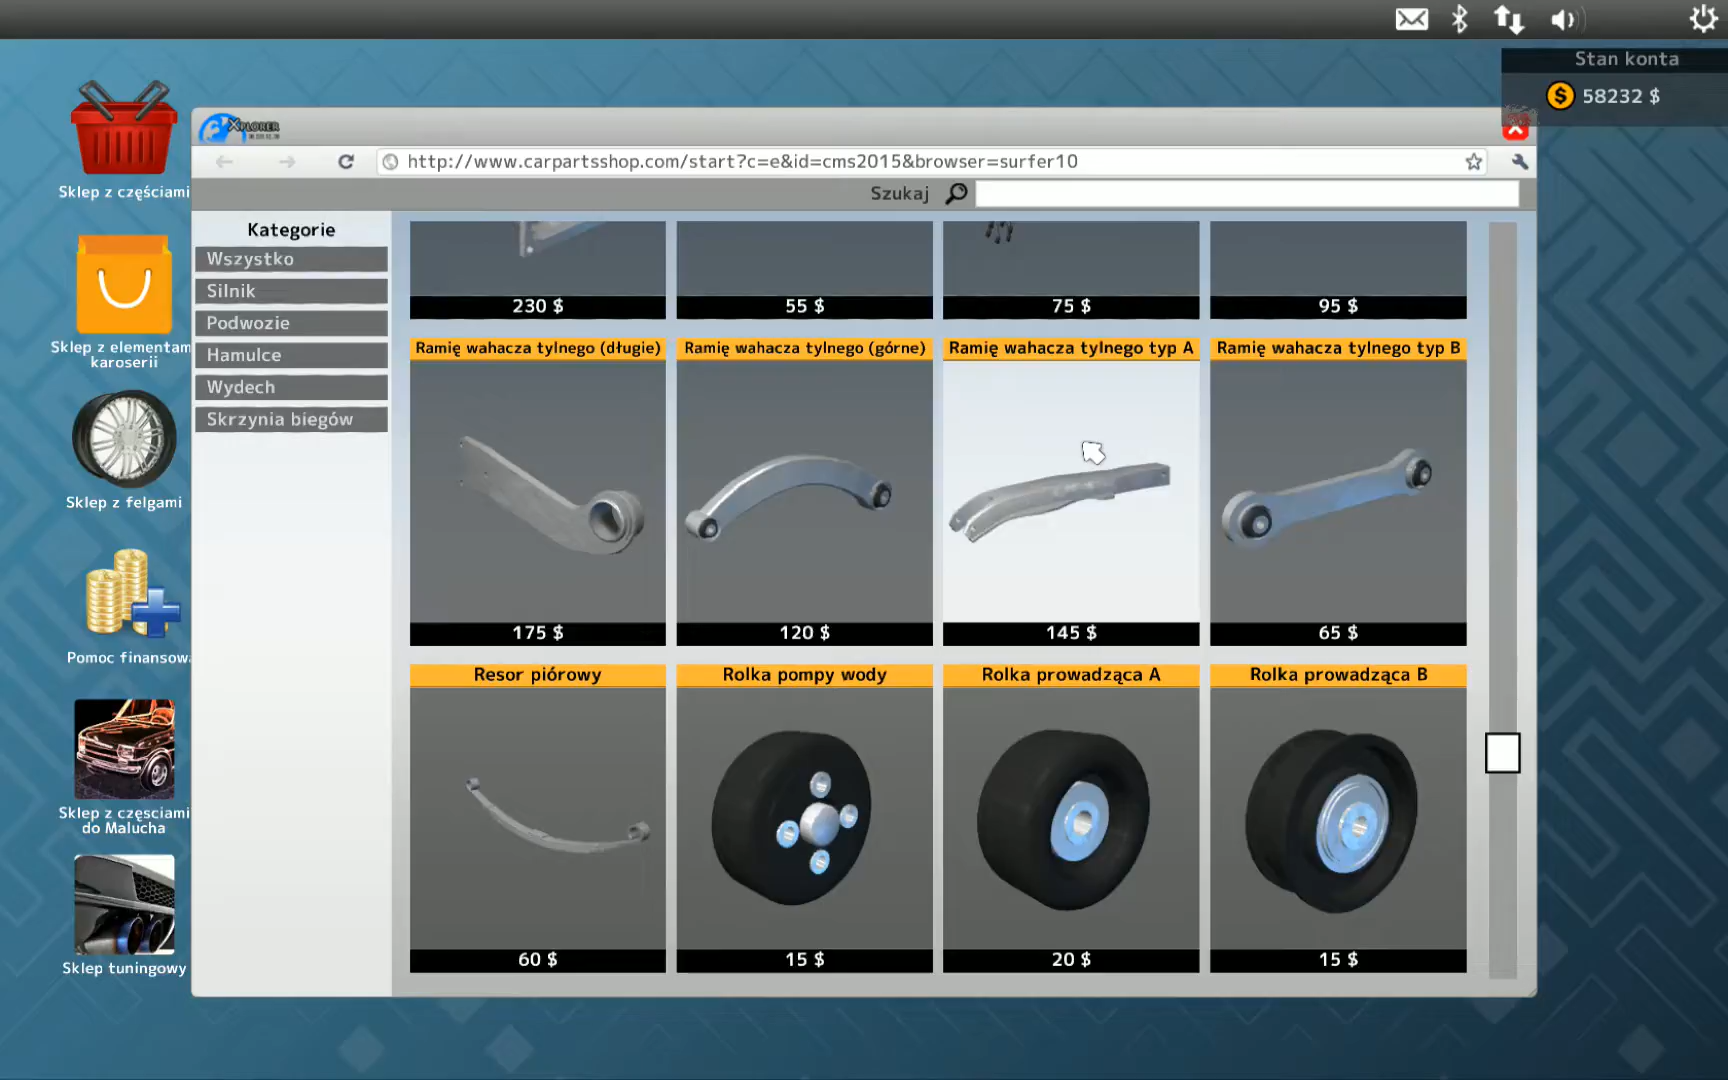 Stan konta
58232 $
Sklep z częściami
Sklep z elementam
karoserii
Sklep z felgami
Pomoc finansowa
Sklep z częsciami
do Malucha
Sklep tuningowy
XPLORER
http://www.carpartsshop.com/start?c=e&id=cms2015&browser=surfer10
Szukaj
Kategorie
Wszystko
Silnik
Podwozie
Hamulce
Wydech
Skrzynia biegów
230 $
55 $
75 $
95 $
Ramię wahacza tylnego (długie)
Ramię wahacza tylnego (górne)
Ramię wahacza tylnego typ A
Ramię wahacza tylnego typ B
175 $
120 $
145 $
65 $
Resor piórowy
Rolka pompy wody
Rolka prowadząca A
Rolka prowadząca B
60 $
15 $
20 $
15 $